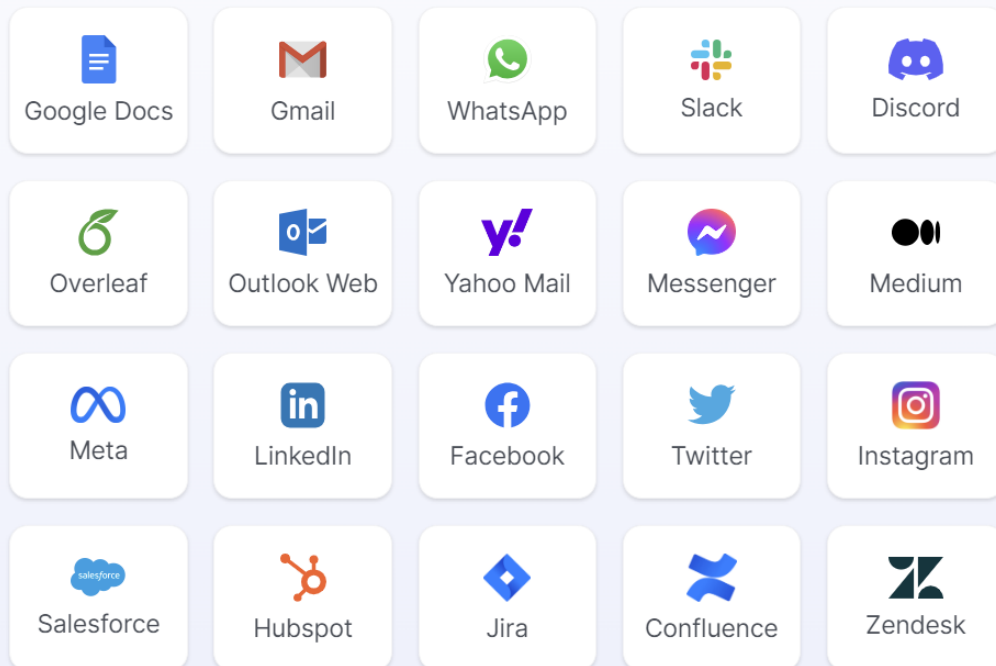 Google Docs
Gmail
WhatsApp
Slack
Discord
Overleaf
Outlook Web
Yahoo Mail
Messenger
Medium
Meta
LinkedIn
Facebook
Twitter
Instagram
salesforce
Salesforce
Hubspot
Jira
Confluence
Zendesk